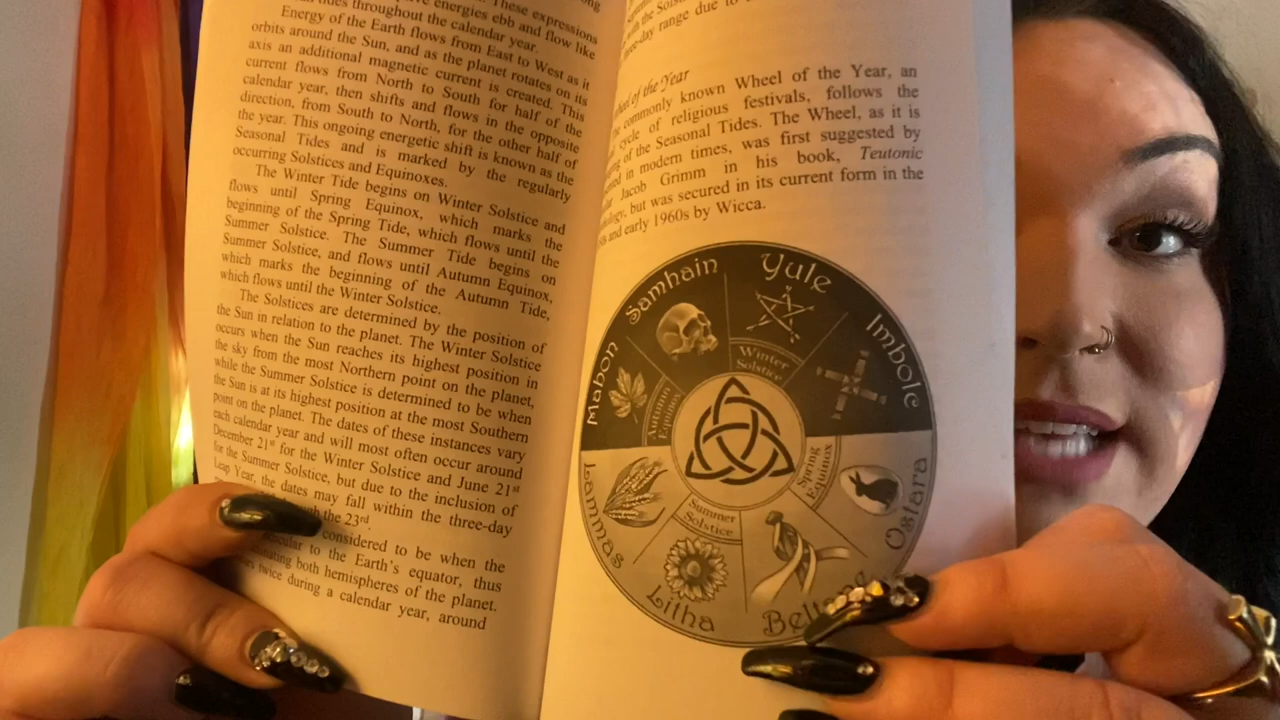 energies ebb and flow like
tides throughout the calendar year.
Energy of the Earth flows from East to West as it
orbits around the Sun, and as the planet rotates on its
axis an additional magnetic current is created. This
current flows from North to South for half of the
calendar year, then shifts and flows in the opposite
direction, from South to North, for the other half of
the year. This ongoing energetic shift is known as the
Seasonal Tides and is marked by the regularly
occurring Solstices and Equinoxes.
The Winter Tide begins on Winter Solstice and
flows until Spring Equinox, which marks the
beginning of the Spring Tide, which flows until the
Summer Solstice. The Summer Tide begins on
Summer Solstice, and flows until Autumn Equinox,
which marks the beginning of the Autumn Tide,
which flows until the Winter Solstice.
The Solstices are determined by the position of
the Sun in relation to the planet. The Winter Solstice
occurs when the Sun reaches its highest position in
the sky from the most Northern point on the planet,
while the Summer Solstice is determined to be when
the Sun is at its highest position at the most Southern
point on the planet. The dates of these instances vary
each calendar year and will most often occur around
December 21st for the Winter Solstice and June 21st
for the Summer Solstice, but due to the inclusion of
Leap Year, the dates may fall within the three-day
the 23rd.
considered to be when the
to the Earth's equator, thus
both hemispheres of the planet.
twice during a calendar year, around
three-day range due to
of the Year
commonly known Wheel of the Year, an
cycle of religious festivals, follows the
of the Seasonal Tides. The Wheel, as it is
in modern times, was first suggested by
Jacob Grimm in his book, Teutonic
but was secured in its current form in the
and early 1960s by Wicca.
Samhain
Yule
Imbolc
Winter
Solstice
Mabon
Autumn
Equinox
Spring
Equinox
Ostara
Lammas
Summer
Solstice
Litha